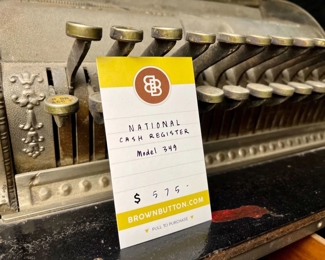 BB
NATIONAL
CASH REGISTER
Model 349
$ 575-
BROWNBUTTON.COM
PULL TO PURCHASE